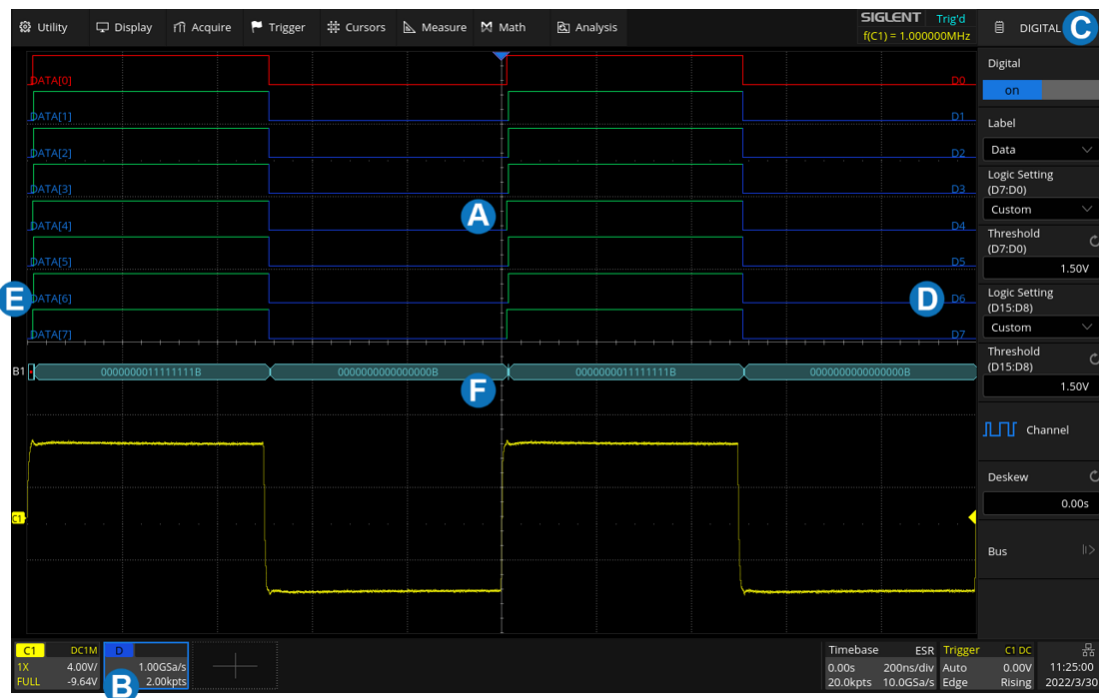 Utility Display Acquire Trigger Cursors Measure Math Analysis
SIGLENT Trig'd
f(C1) = 1.000000MHz
DIGITAL C
Digital
on
Label
Data
Logic Setting
(D7:D0)
Custom
Threshold
(D7:D0)
1.50V
Logic Setting
(D15:D8)
Custom
Threshold
(D15:D8)
1.50V
Channel
Deskew
0.00s
Bus
DATA[0] D0
DATA[1] D1
DATA[2] D2
DATA[3] D3
A
DATA[4] D4
DATA[5] D5
E DATA[6] D D6
DATA[7] D7
B1 0000000011111111B 0000000000000000B 0000000011111111B 0000000000000000B
F
C1
C1 DC1M
1X 4.00V/
FULL -9.64V
D
1.00GSa/s
B 2.00kpts
Timebase ESR
0.00s 200ns/div
20.0kpts 10.0GSa/s
Trigger C1 DC
Auto 0.00V
Edge Rising
11:25:00
2022/3/30